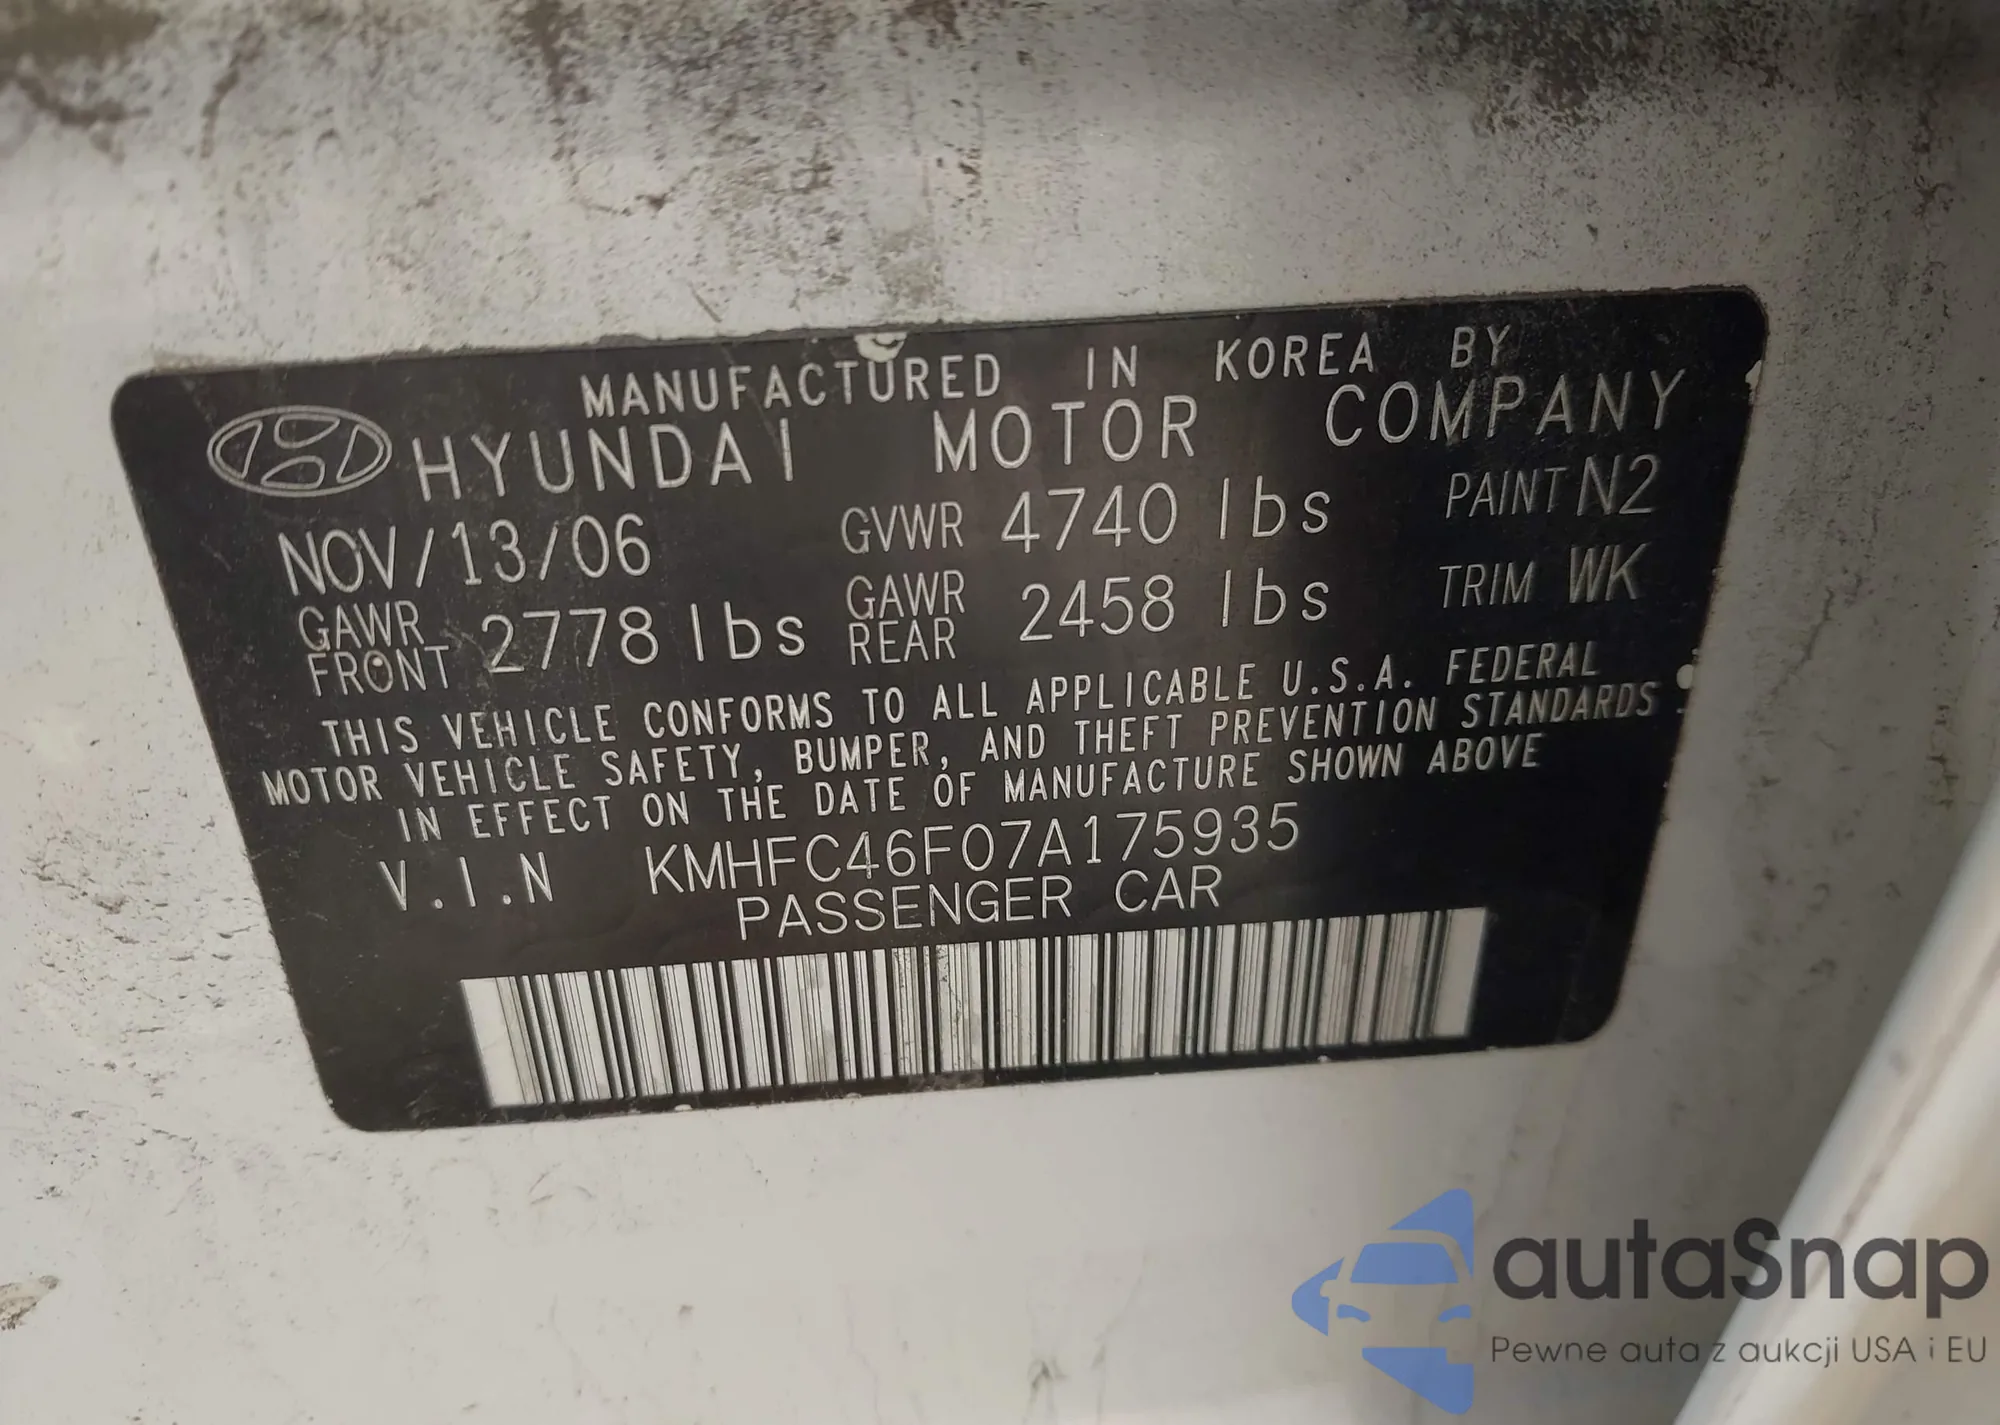 MANUFACTURED IN KOREA BY
HYUNDAI MOTOR COMPANY
NOV/13/06 GVWR 4740 lbs PAINT N2
GAWR FRONT 2778 lbs GAWR REAR 2458 lbs TRIM WK
THIS VEHICLE CONFORMS TO ALL APPLICABLE U.S.A. FEDERAL
MOTOR VEHICLE SAFETY, BUMPER, AND THEFT PREVENTION STANDARDS
IN EFFECT ON THE DATE OF MANUFACTURE SHOWN ABOVE
V.I.N KMHFC46F07A175935
PASSENGER CAR
autaSnap
Pewne auta z aukcji USA i EU